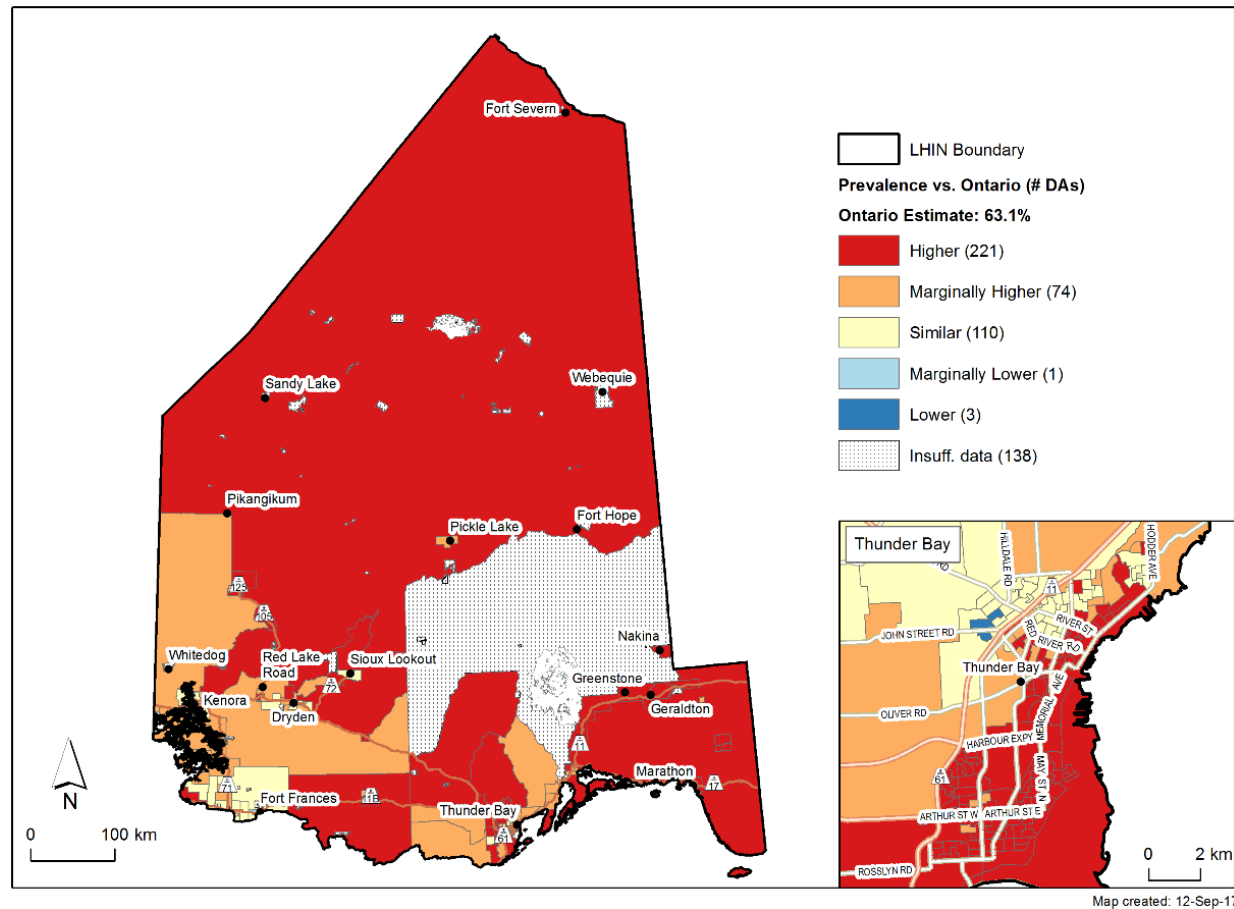 Fort Severn
LHIN Boundary
Prevalence vs. Ontario (# DAs)
Ontario Estimate: 63.1%
Higher (221)
Marginally Higher (74)
Similar (110)
Marginally Lower (1)
Lower (3)
Insuff. data (138)
Sandy Lake
Webequie
Pikangikum
Pickle Lake
Fort Hope
125
105
Nakina
Whitedog
Red Lake
Road
Sioux Lookout
72
Kenora
Dryden
Greenstone
Geraldton
11
Marathon
17
71
Fort Frances
11B
Thunder Bay
61
N
0 100 km
Thunder Bay
HILLDALE RD
HODDER AVE
RD
11
JOHN STREET RD
RIVER ST
RED RIVER RD
Thunder Bay
OLIVER RD
MEMORIAL AVE
HARBOUR EXPY
MAY ST N
61
ARTHUR ST W
ARTHUR ST E
ROSSLYN RD
0 2 km
Map created: 12-Sep-17